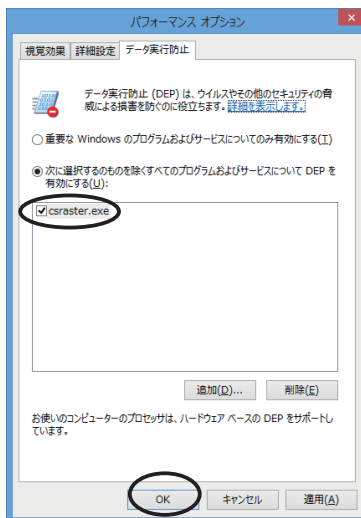 パフォーマンス オプション
視覚効果 詳細設定 データ実行防止
データ実行防止 (DEP) は、ウイルスやその他のセキュリティの脅
威による損害を防ぐのに役立ちます。詳細を表示します。
重要な Windows のプログラムおよびサービスについてのみ有効にする(T)
次に選択するものを除くすべてのプログラムおよびサービスについて DEP を
有効にする(U):
csraster.exe
追加(D)... 削除(E)
お使いのコンピューターのプロセッサは、ハードウェア ベースの DEP をサポートし
ています。
OK キャンセル 適用(A)